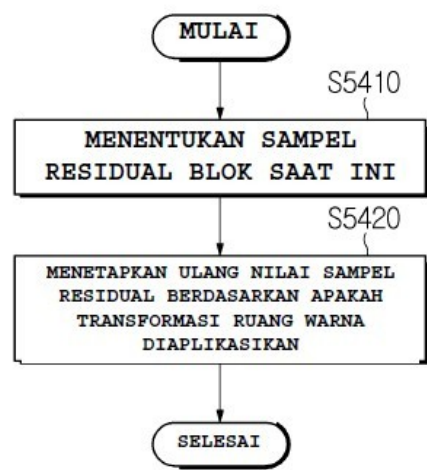 MULAI
S5410
MENENTUKAN SAMPEL
RESIDUAL BLOK SAAT INI
S5420
MENETAPKAN ULANG NILAI SAMPEL
RESIDUAL BERDASARKAN APAKAH
TRANSFORMASI RUANG WARNA
DIAPLIKASIKAN
SELESAI